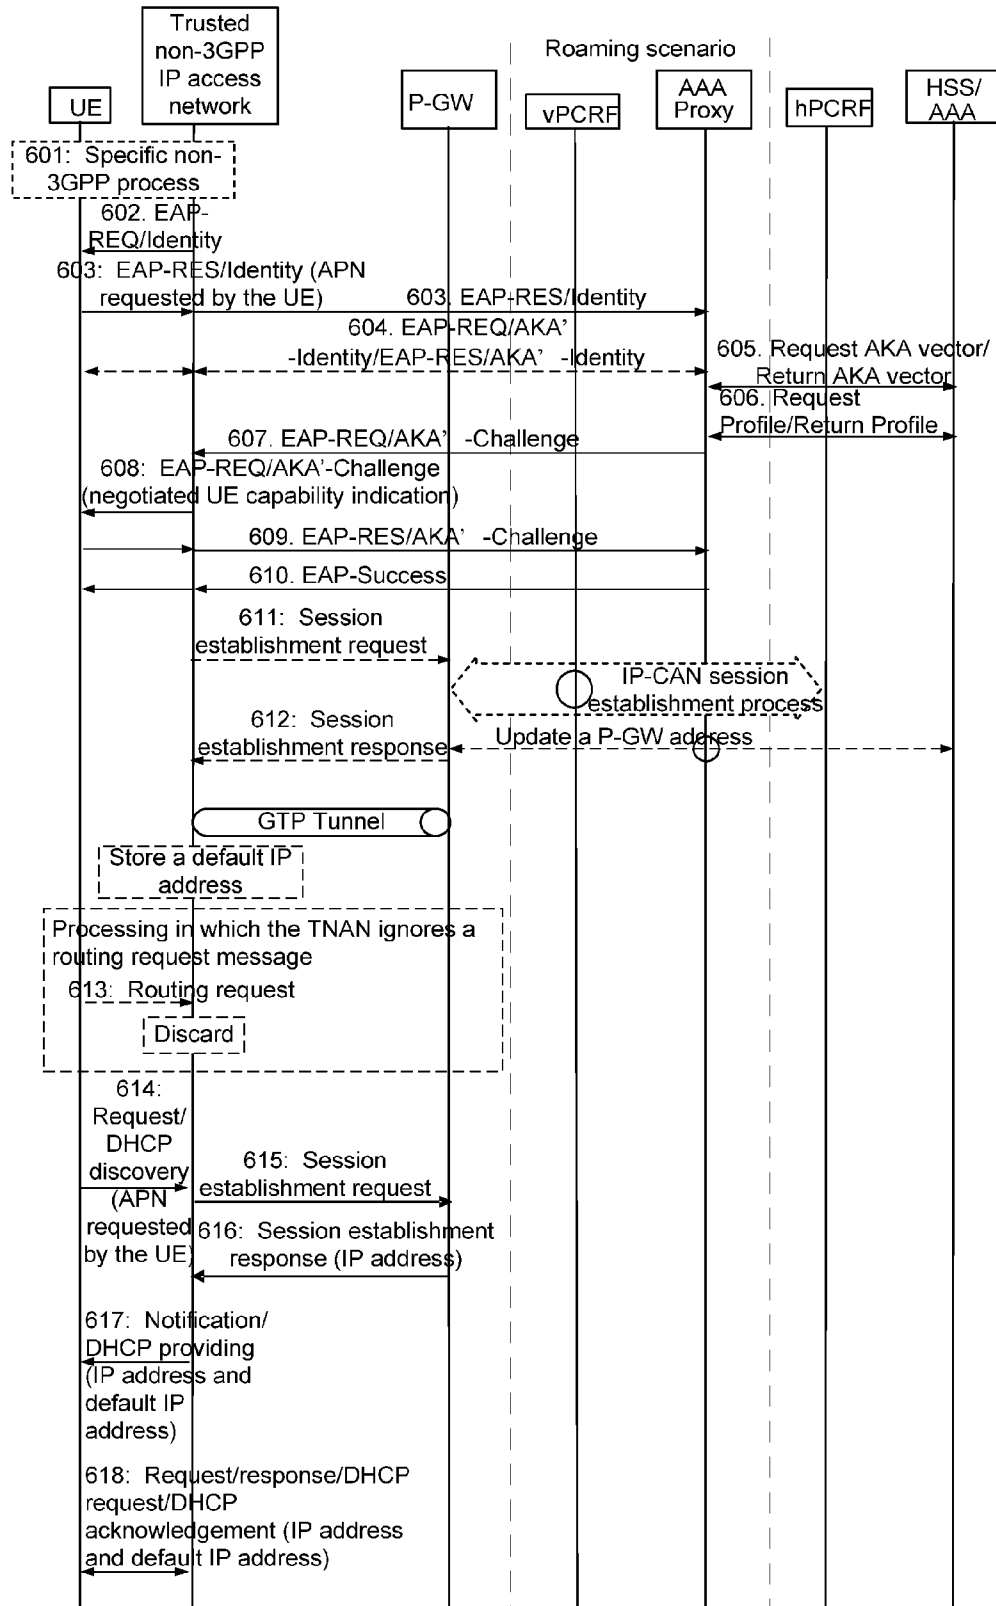 Trusted
non-3GPP
IP access
network
Roaming scenario
UE
P-GW
vPCRF
AAA
Proxy
hPCRF
HSS/
AAA
601: Specific non-
3GPP process
602. EAP-
REQ/Identity
603: EAP-RES/Identity (APN
requested by the UE)
603. EAP-RES/Identity
604. EAP-REQ/AKA'
-Identity/EAP-RES/AKA' -Identity
605. Request AKA vector/
Return AKA vector
606. Request
Profile/Return Profile
607. EAP-REQ/AKA' -Challenge
608: EAP-REQ/AKA'-Challenge
(negotiated UE capability indication)
609. EAP-RES/AKA' -Challenge
610. EAP-Success
611: Session
establishment request
IP-CAN session
establishment process
612: Session
establishment response
Update a P-GW address
GTP Tunnel
Store a default IP
address
Processing in which the TNAN ignores a
routing request message
613: Routing request
Discard
614:
Request/
DHCP
discovery
(APN
requested
by the UE)
615: Session
establishment request
616: Session establishment
response (IP address)
617: Notification/
DHCP providing
(IP address and
default IP
address)
618: Request/response/DHCP
request/DHCP
acknowledgement (IP address
and default IP address)